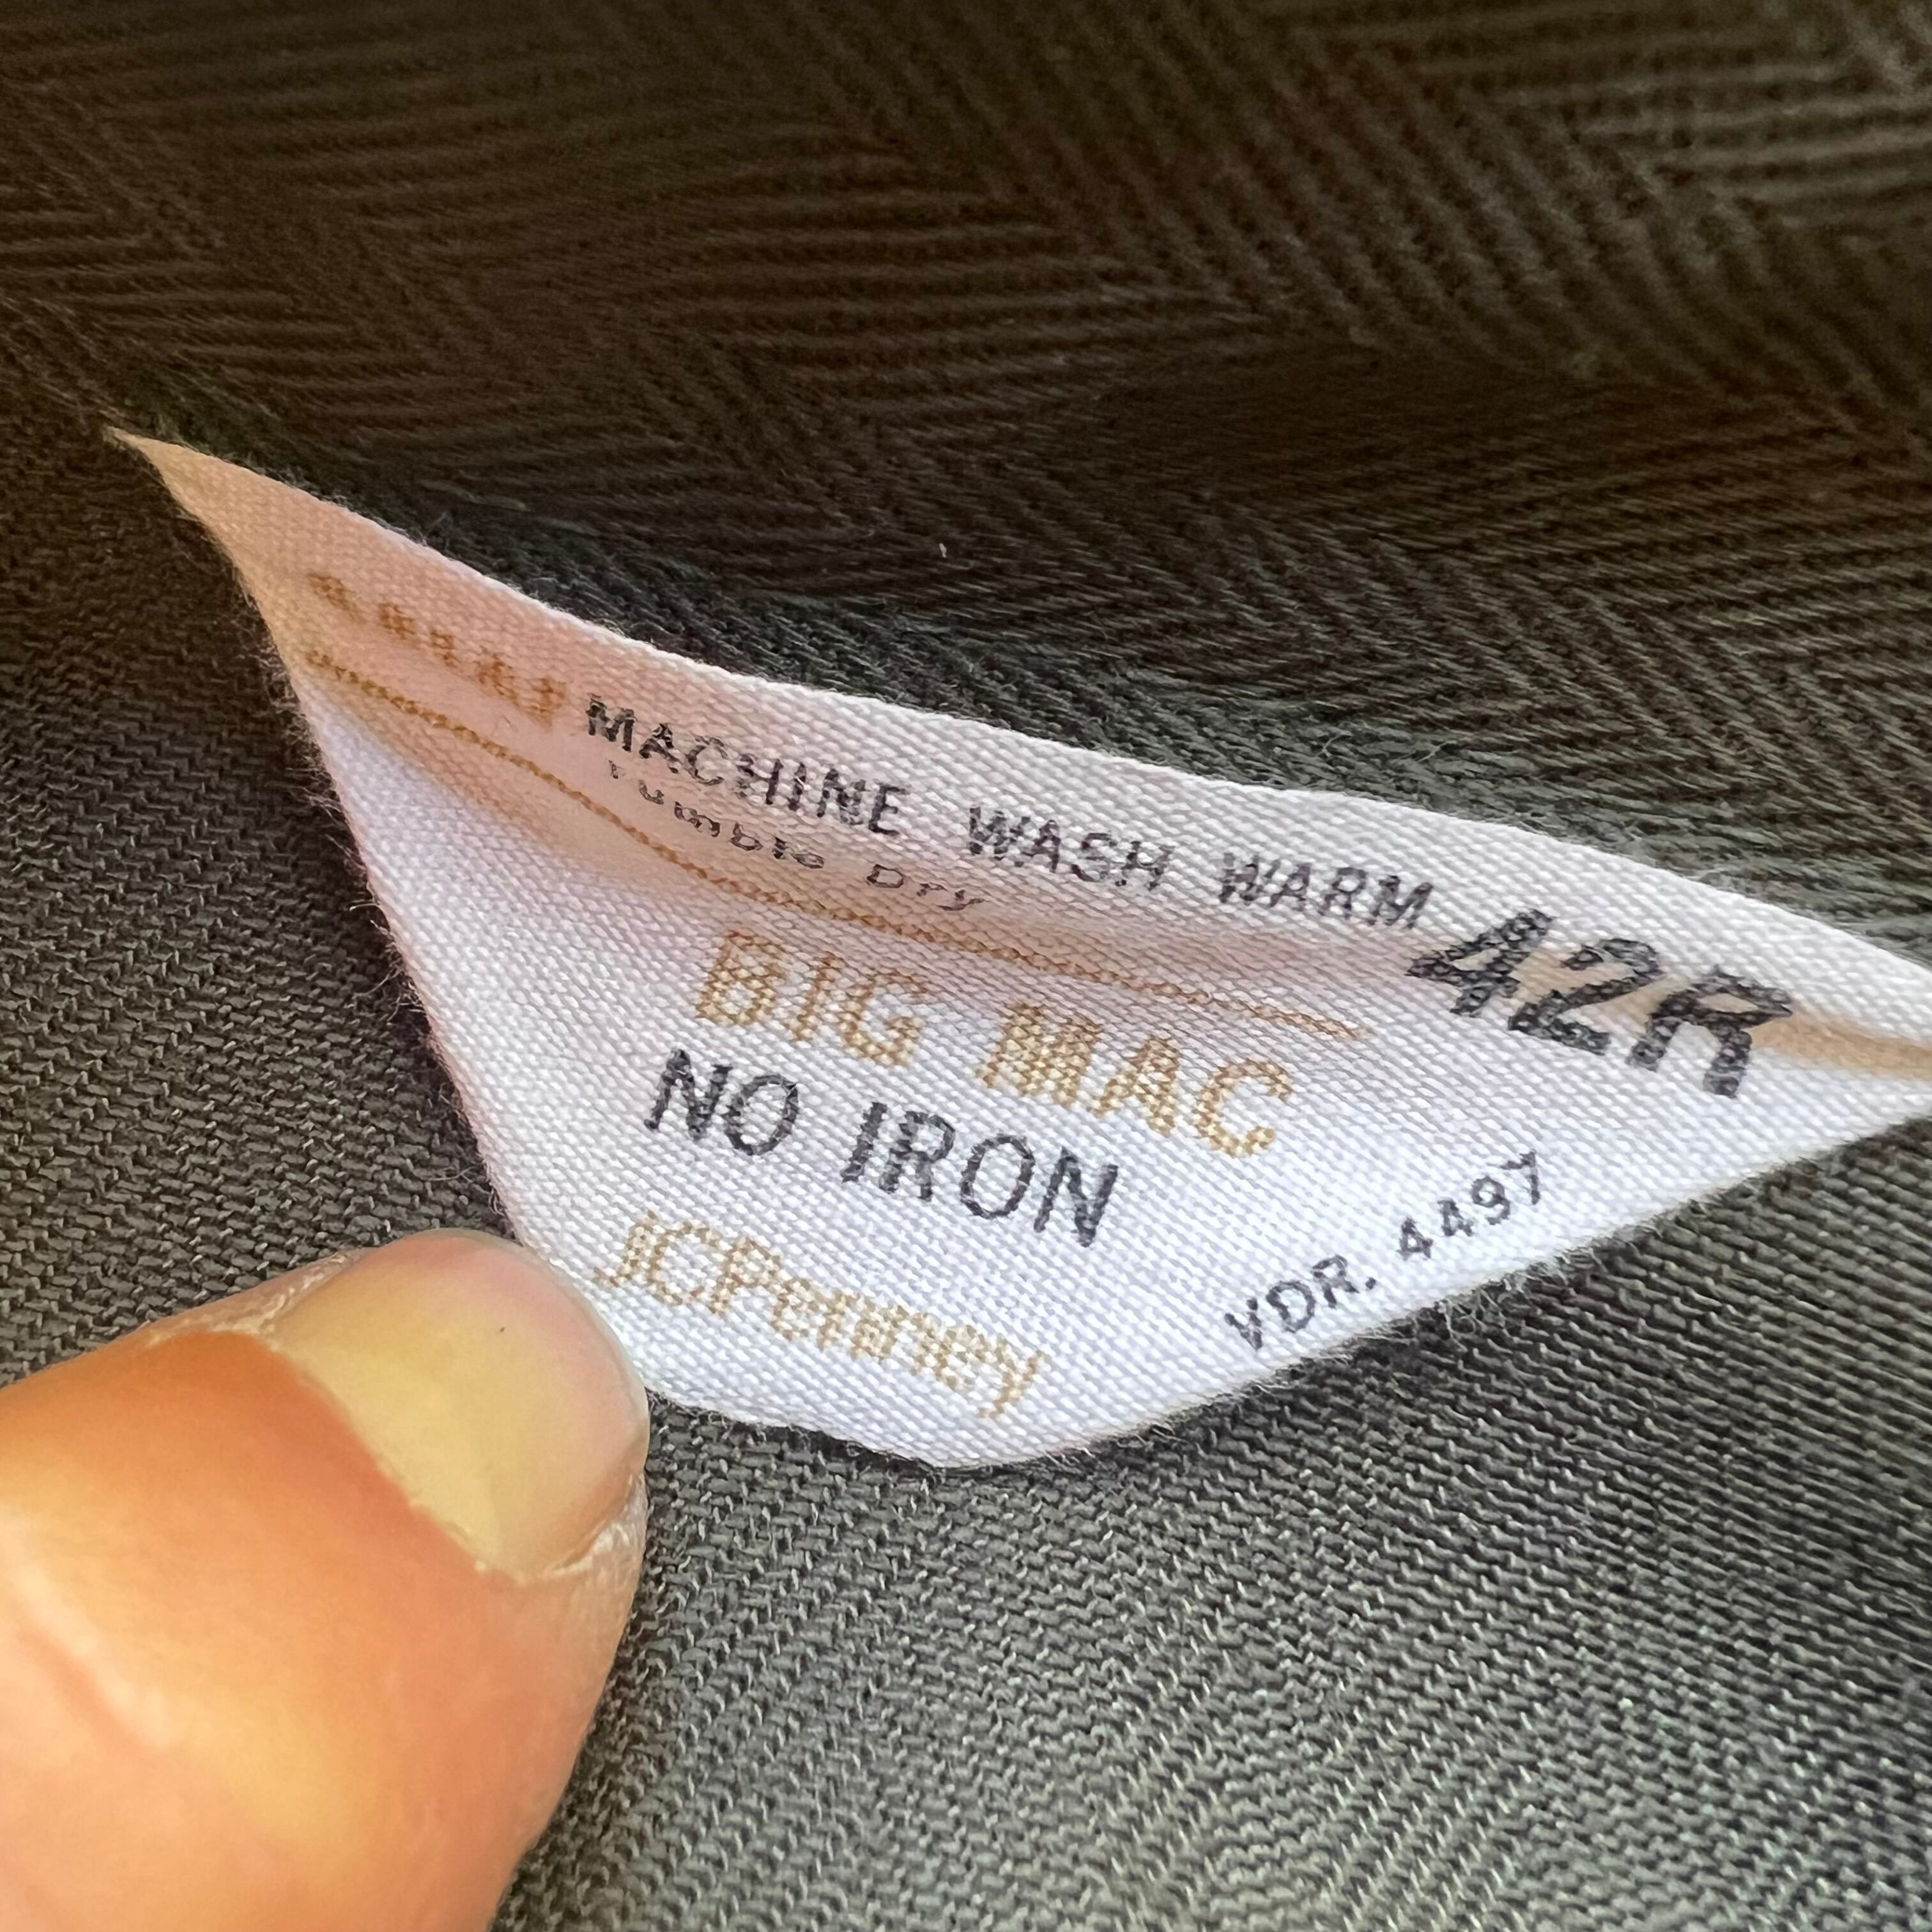 MACHINE WASH WARM
Tumble Dry
42R
BIG MAC
NO IRON
JCPenney
VDR. 4497